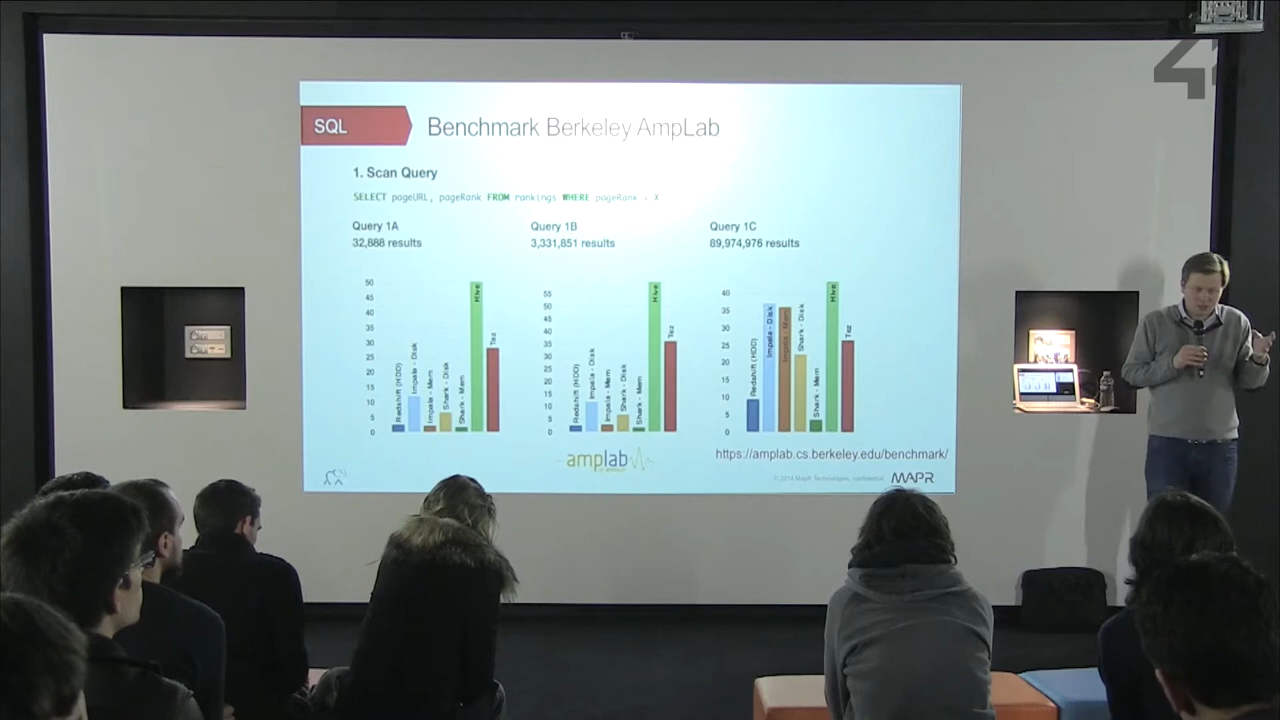 SQL
Benchmark Berkeley AmpLab
1. Scan Query
SELECT pageURL, pageRank FROM rankings WHERE pageRank X
Query 1A
32,888 results
Query 1B
3,331,851 results
Query 1C
89,974,976 results
50
45
40
35
30
25
20
15
10
5
0
Redshift (HDD)
Impala - Disk
Impala - Mem
Shark - Disk
Shark - Mem
Hive
Tez
55
50
45
40
35
30
25
20
15
10
5
0
Redshift (HDD)
Impala - Disk
Impala - Mem
Shark - Disk
Shark - Mem
Hive
Tez
40
35
30
25
20
15
10
5
0
Redshift (HDD)
Impala - Disk
Impala - Mem
Shark - Disk
Shark - Mem
Hive
Tez
amplab
https://amplab.cs.berkeley.edu/benchmark/
© 2014 MapR Technologies, confidential
MAPR